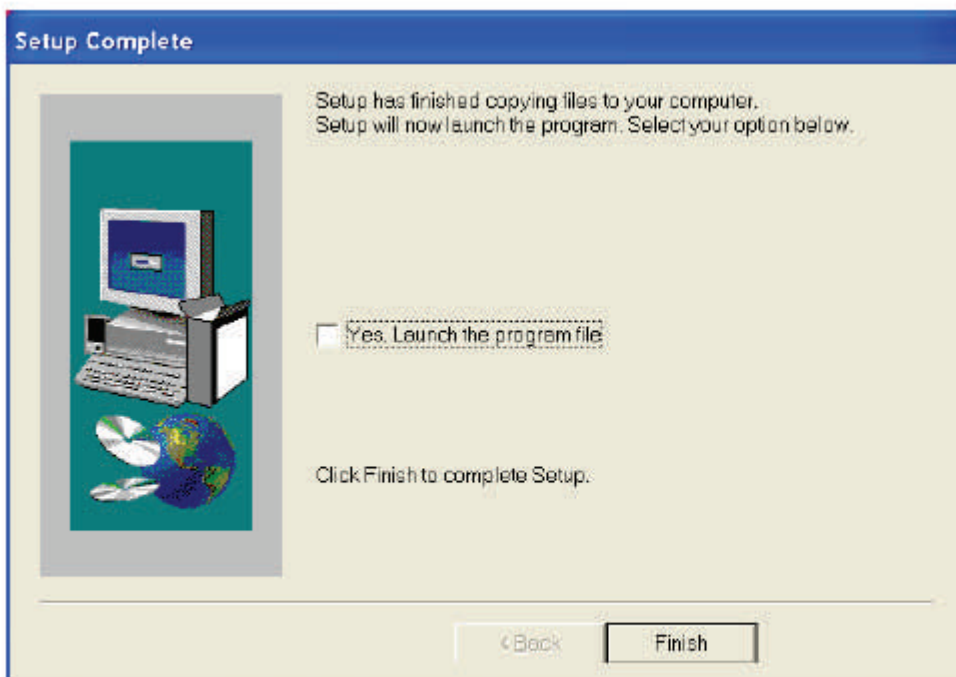 Setup Complete
Setup has finished copying files to your computer.
Setup will now launch the program. Select your option below.
Yes, Launch the program file
Click Finish to complete Setup.
< Back
Finish